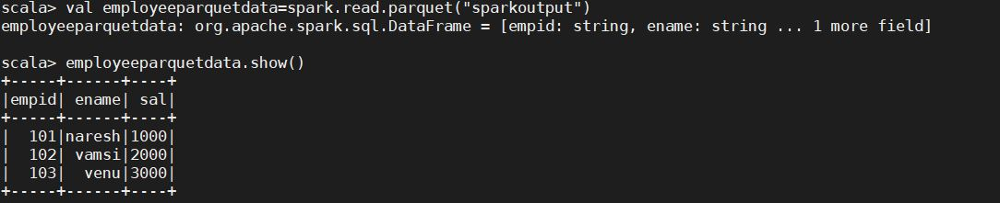 scala> val employeeparquetdata=spark.read.parquet("sparkoutput")
employeeparquetdata: org.apache.spark.sql.DataFrame = [empid: string, ename: string ... 1 more field]

scala> employeeparquetdata.show()
+-----+------+----+
|empid| ename| sal|
+-----+------+----+
|  101|naresh|1000|
|  102| vamsi|2000|
|  103|  venu|3000|
+-----+------+----+